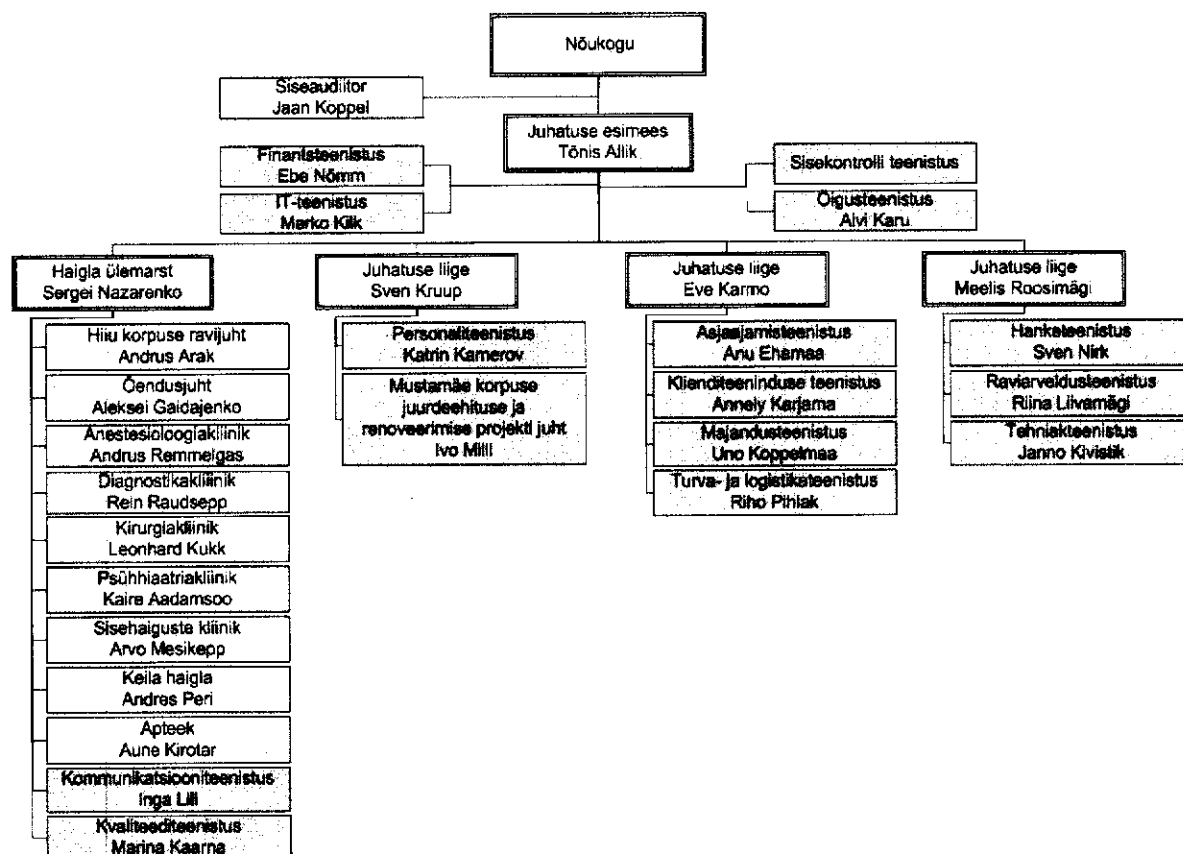 Nõukogu
Siseaudiitor
Jaan Koppel
Juhatuse esimees
Tõnis Allik
Finantsteenistus
Ebe Nõmm
IT-teenistus
Marko Kilk
Sisekontrolli teenistus
Õigusteenistus
Alvi Karu
Haigla ülemarst
Sergei Nazarenko
Hiiu korpuse ravijuht
Andrus Arak
Õendusjuht
Aleksei Gaidajenko
Anestesioloogiakliinik
Andrus Remmelgas
Diagnostikakliinik
Rein Raudsepp
Kirurgiakliinik
Leonhard Kukk
Psühhiaatriakliinik
Kaire Aadamsoo
Sisehaiguste kliinik
Arvo Mesikepp
Keila haigla
Andres Peri
Apteek
Aune Kirotar
Kommunikatsiooniteenistus
Inga Lill
Kvaliteediteenistus
Marina Kaarna
Juhatuse liige
Sven Kruup
Personaliteenistus
Katrin Kamerov
Mustamäe korpuse
juurdeehituse ja
renoveerimise projekti juht
Ivo Milli
Juhatuse liige
Eve Karmo
Asjaajamisteenistus
Anu Ehamaa
Klienditeeninduse teenistus
Annely Karjama
Majandusteenistus
Uno Koppelmaa
Turva- ja logistikateenistus
Riho Pihlak
Juhatuse liige
Meelis Roosimägi
Hanketeenistus
Sven Nirk
Raviarveldusteenistus
Riina Liivamägi
Tehniakteenistus
Janno Kivistik